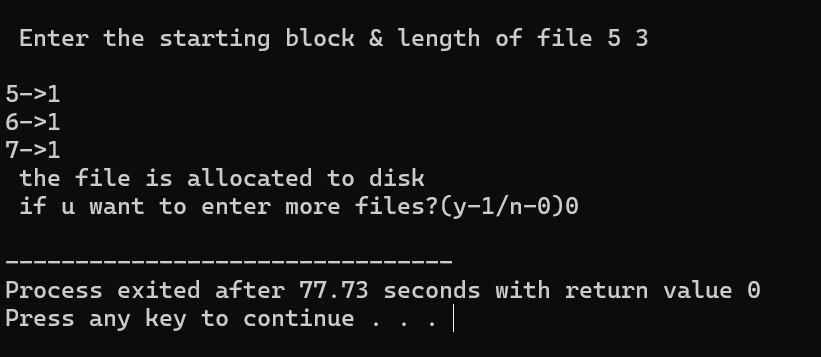 Enter the starting block & length of file 5 3
5->1
6->1
7->1
the file is allocated to disk
if u want to enter more files?(y-1/n-0)0
--------------------------------
Process exited after 77.73 seconds with return value 0
Press any key to continue . . .